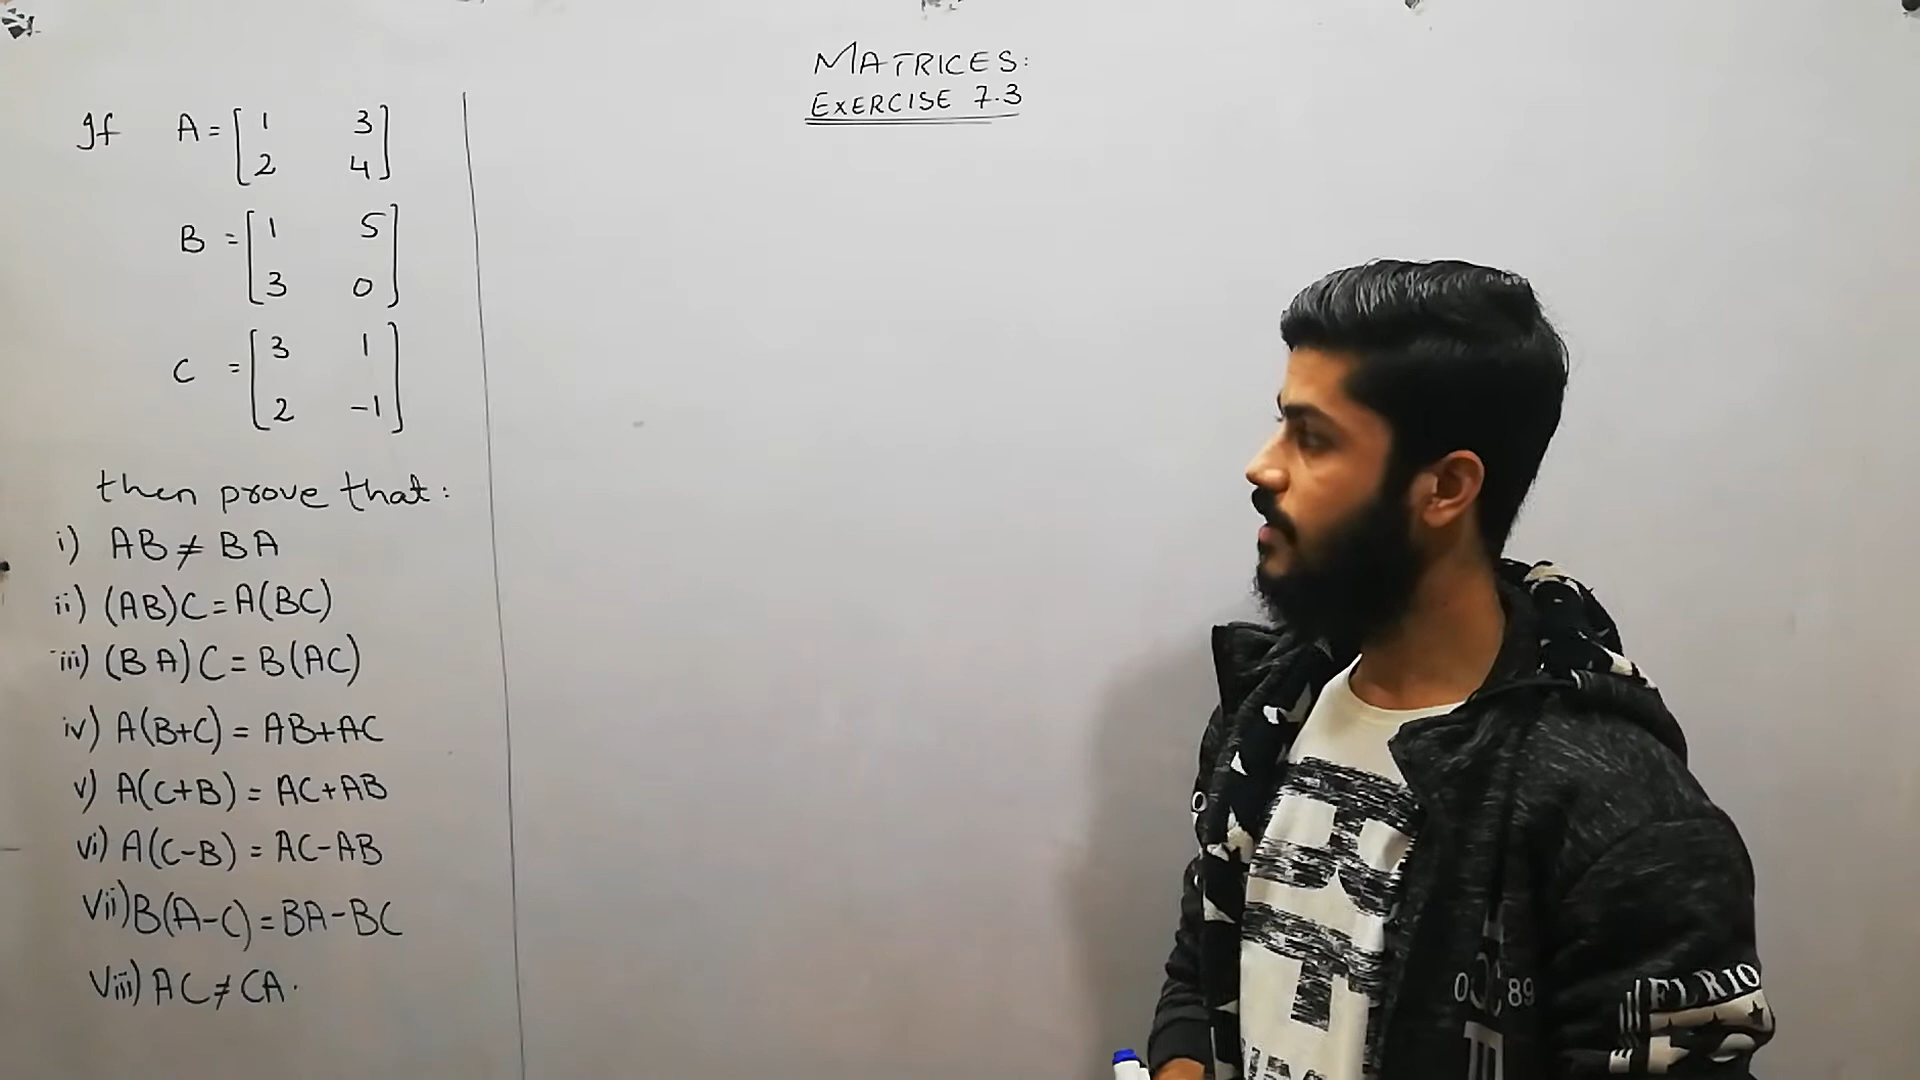 MATRICES:
EXERCISE 7.3
If A = [ 1 3
2 4 ]
B = [ 1 5
3 0 ]
C = [ 3 1
2 -1 ]
then prove that:
i) AB ≠ BA
ii) (AB)C = A(BC)
iii) (BA)C = B(AC)
iv) A(B+C) = AB+AC
v) A(C+B) = AC+AB
vi) A(C-B) = AC-AB
vii) B(A-C) = BA-BC
viii) AC ≠ CA.
89